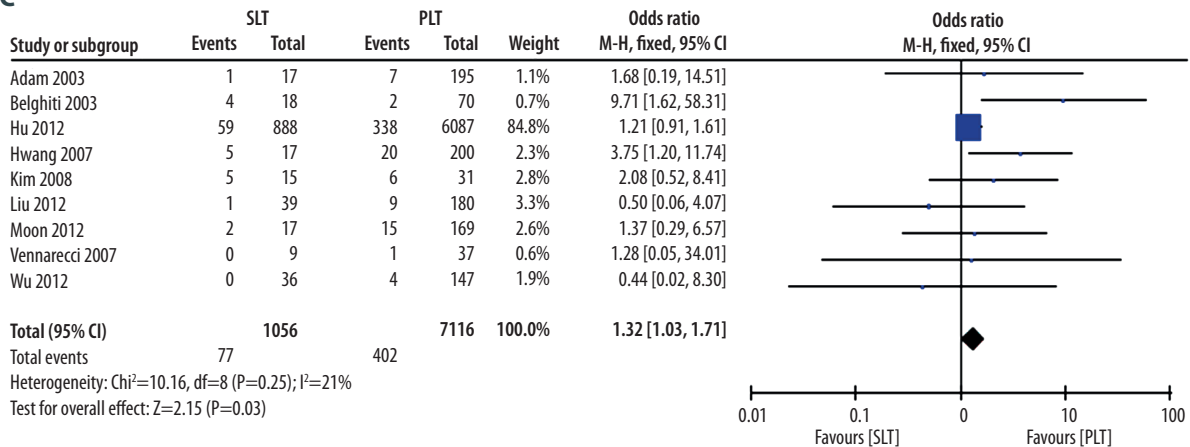 SLT PLT Odds ratio Odds ratio
Study or subgroup Events Total Events Total Weight M-H, fixed, 95% CI M-H, fixed, 95% CI
Adam 2003 1 17 7 195 1.1% 1.68 [0.19, 14.51]
Belghiti 2003 4 18 2 70 0.7% 9.71 [1.62, 58.31]
Hu 2012 59 888 338 6087 84.8% 1.21 [0.91, 1.61]
Hwang 2007 5 17 20 200 2.3% 3.75 [1.20, 11.74]
Kim 2008 5 15 6 31 2.8% 2.08 [0.52, 8.41]
Liu 2012 1 39 9 180 3.3% 0.50 [0.06, 4.07]
Moon 2012 2 17 15 169 2.6% 1.37 [0.29, 6.57]
Vennarecci 2007 0 9 1 37 0.6% 1.28 [0.05, 34.01]
Wu 2012 0 36 4 147 1.9% 0.44 [0.02, 8.30]
Total (95% CI) 1056 7116 100.0% 1.32 [1.03, 1.71]
Total events 77 402
Heterogeneity: Chi²=10.16, df=8 (P=0.25); I²=21%
Test for overall effect: Z=2.15 (P=0.03)
0.01 0.1 0 10 100
Favours [SLT] Favours [PLT]